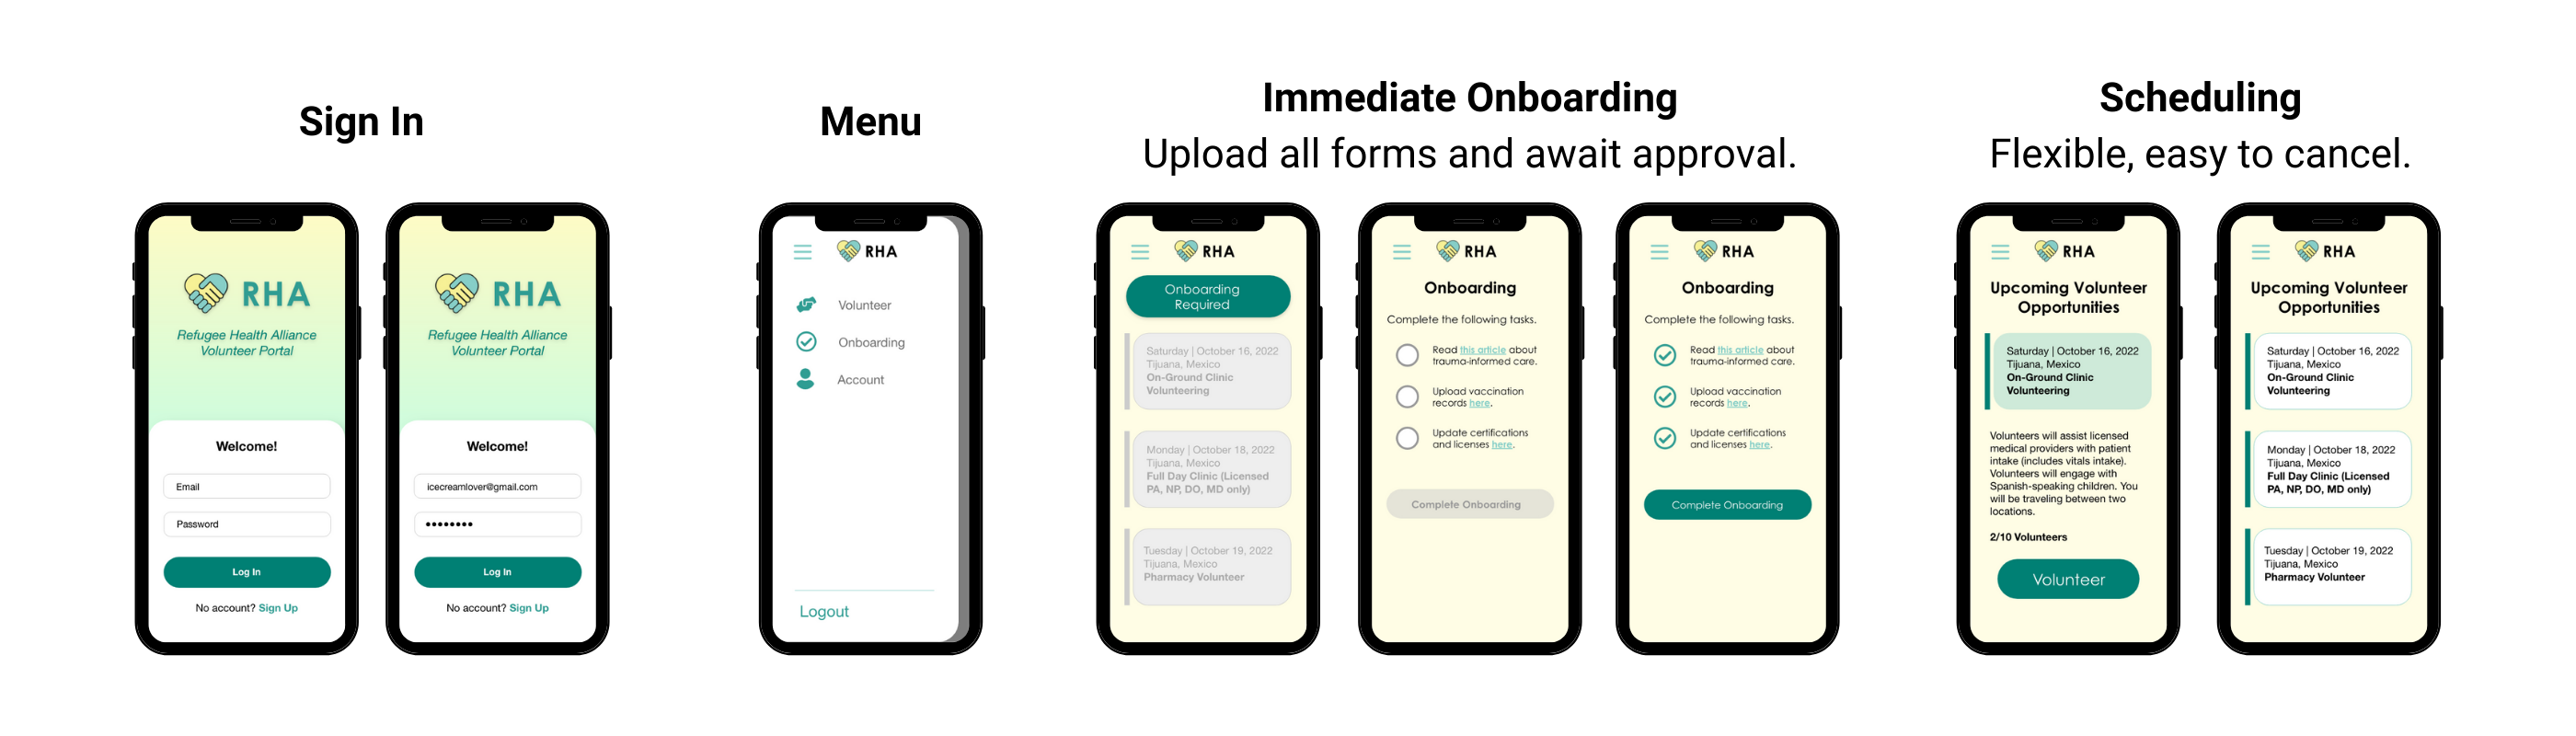 Sign In
RHA
Refugee Health Alliance
Volunteer Portal
Welcome!
Email
Password
Log In
No account? Sign Up
RHA
Refugee Health Alliance
Volunteer Portal
Welcome!
icecreamlover@gmail.com
••••••••
Log In
No account? Sign Up
Menu
RHA
Volunteer
Onboarding
Account
Logout
Immediate Onboarding
Upload all forms and await approval.
RHA
Onboarding
Required
Saturday | October 16, 2022
Tijuana, Mexico
On-Ground Clinic
Volunteering
Monday | October 18, 2022
Tijuana, Mexico
Full Day Clinic (Licensed
PA, NP, DO, MD only)
Tuesday | October 19, 2022
Tijuana, Mexico
Pharmacy Volunteer
RHA
Onboarding
Complete the following tasks.
Read this article about
trauma-informed care.
Upload vaccination
records here.
Update certifications
and licenses here.
Complete Onboarding
RHA
Onboarding
Complete the following tasks.
Read this article about
trauma-informed care.
Upload vaccination
records here.
Update certifications
and licenses here.
Complete Onboarding
Scheduling
Flexible, easy to cancel.
RHA
Upcoming Volunteer
Opportunities
Saturday | October 16, 2022
Tijuana, Mexico
On-Ground Clinic
Volunteering
Volunteers will assist licensed
medical providers with patient
intake (includes vitals intake).
Volunteers will engage with
Spanish-speaking children. You
will be traveling between two
locations.
2/10 Volunteers
Volunteer
RHA
Upcoming Volunteer
Opportunities
Saturday | October 16, 2022
Tijuana, Mexico
On-Ground Clinic
Volunteering
Monday | October 18, 2022
Tijuana, Mexico
Full Day Clinic (Licensed
PA, NP, DO, MD only)
Tuesday | October 19, 2022
Tijuana, Mexico
Pharmacy Volunteer